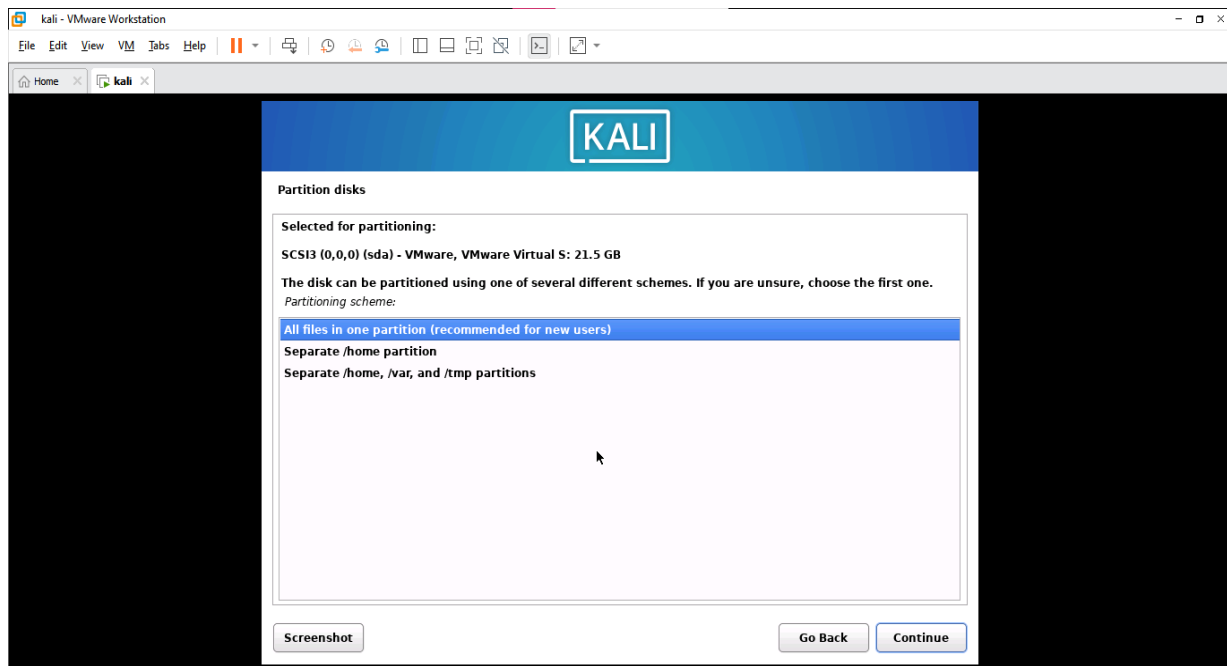 kali - VMware Workstation
File Edit View VM Tabs Help
Home kali
KALI
Partition disks
Selected for partitioning:
SCSI3 (0,0,0) (sda) - VMware, VMware Virtual S: 21.5 GB
The disk can be partitioned using one of several different schemes. If you are unsure, choose the first one.
Partitioning scheme:
All files in one partition (recommended for new users)
Separate /home partition
Separate /home, /var, and /tmp partitions
Screenshot Go Back Continue